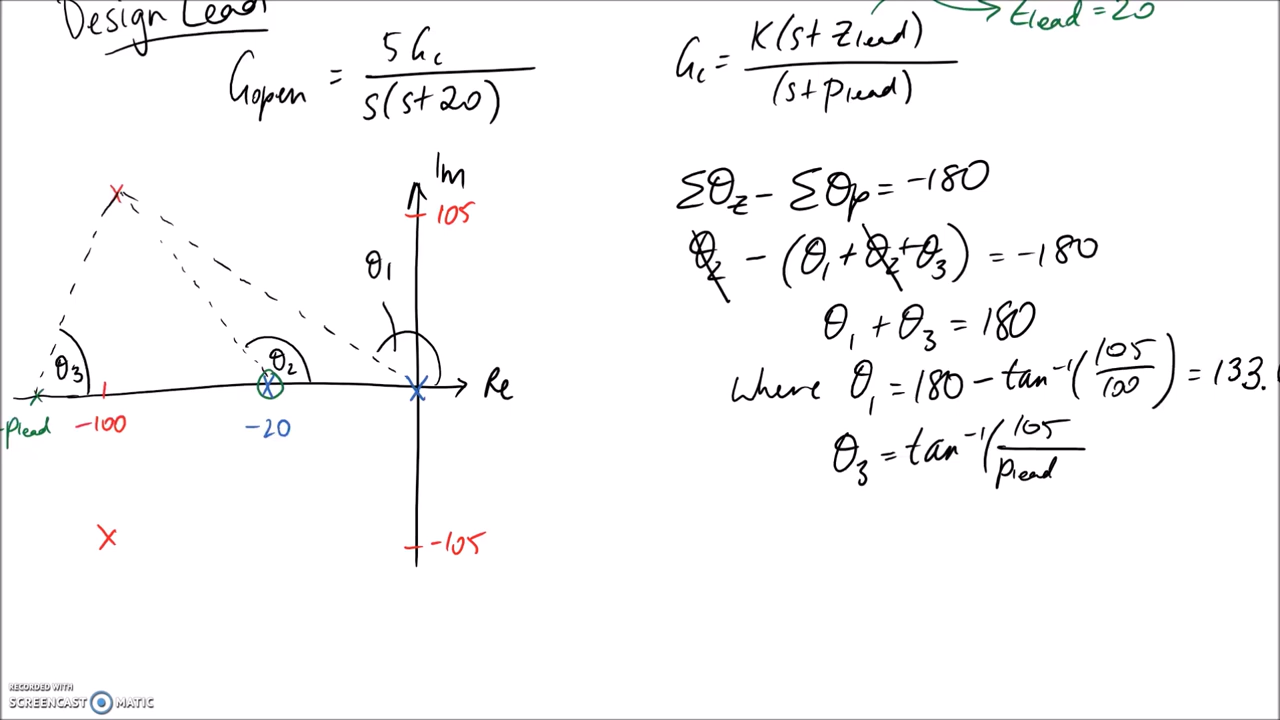 Design Lead
Gopen = 5Gc / s(s+20)
Gc = K(s+Zlead) / (s+Plead)
Zlead = 20
ΣΘz - ΣΘp = -180
Θ2 - (Θ1 + Θ2 + Θ3) = -180
Θ1 + Θ3 = 180
where Θ1 = 180 - tan⁻¹(105/100) = 133.
Θ3 = tan⁻¹(105/Plead
Im
105
Θ1
Θ3
Θ2
Re
-Plead
-100
-20
-105
RECORDED WITH
SCREENCAST MATIC